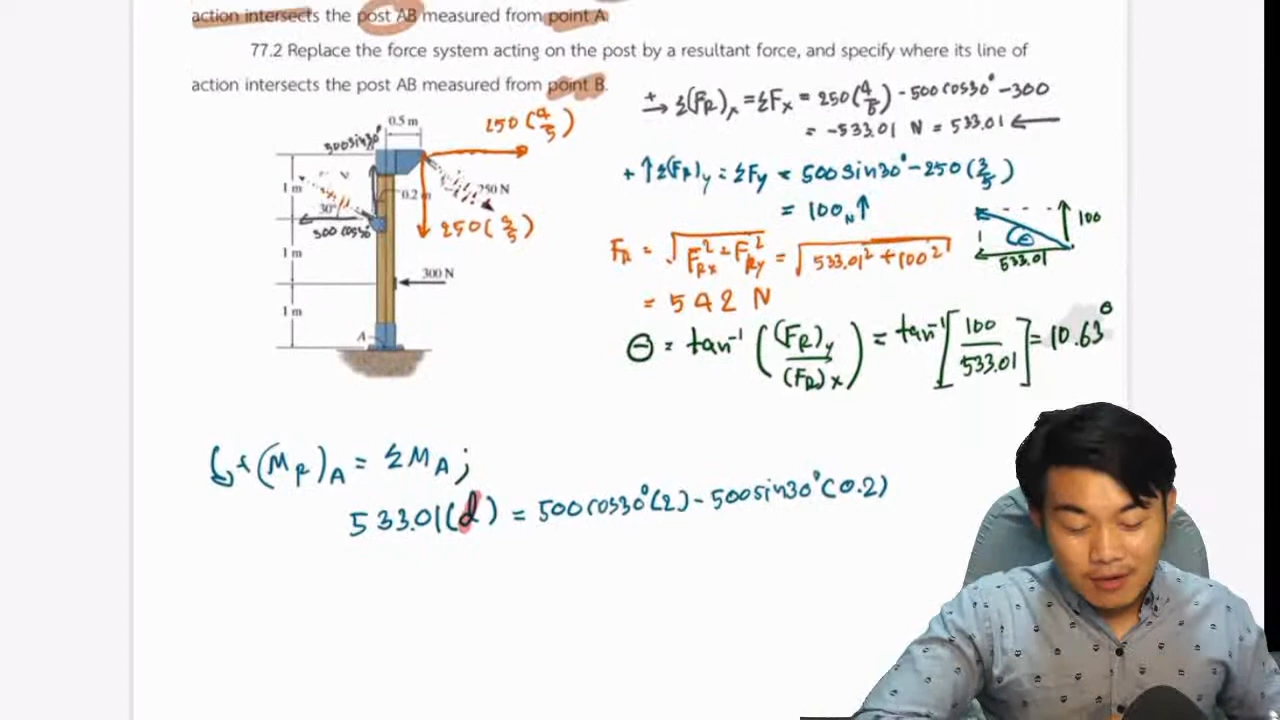 action intersects the post AB measured from point A
77.2 Replace the force system acting on the post by a resultant force, and specify where its line of
action intersects the post AB measured from point B.
+→ Σ(FR)x = ΣFx = 250(4/5) - 500cos30° - 300
= -533.01 N = 533.01 ←
+↑Σ(FR)y = ΣFy = 500sin30° - 250(3/5)
= 100N↑
FR = √(FRx² + FRy²) = √(533.01² + 100²)
= 542 N
θ = tan⁻¹((FR)y/(FR)x) = tan⁻¹[100/533.01] = 10.63°
100
θ
533.01
0.5 m
250(4/5)
500sin30°
1 m
250 N
0.2 m
30°
500cos30°
250(3/5)
1 m
300 N
1 m
A
↺+(MR)A = ΣMA;
533.01(d) = 500cos30°(2) - 500sin30°(0.2)